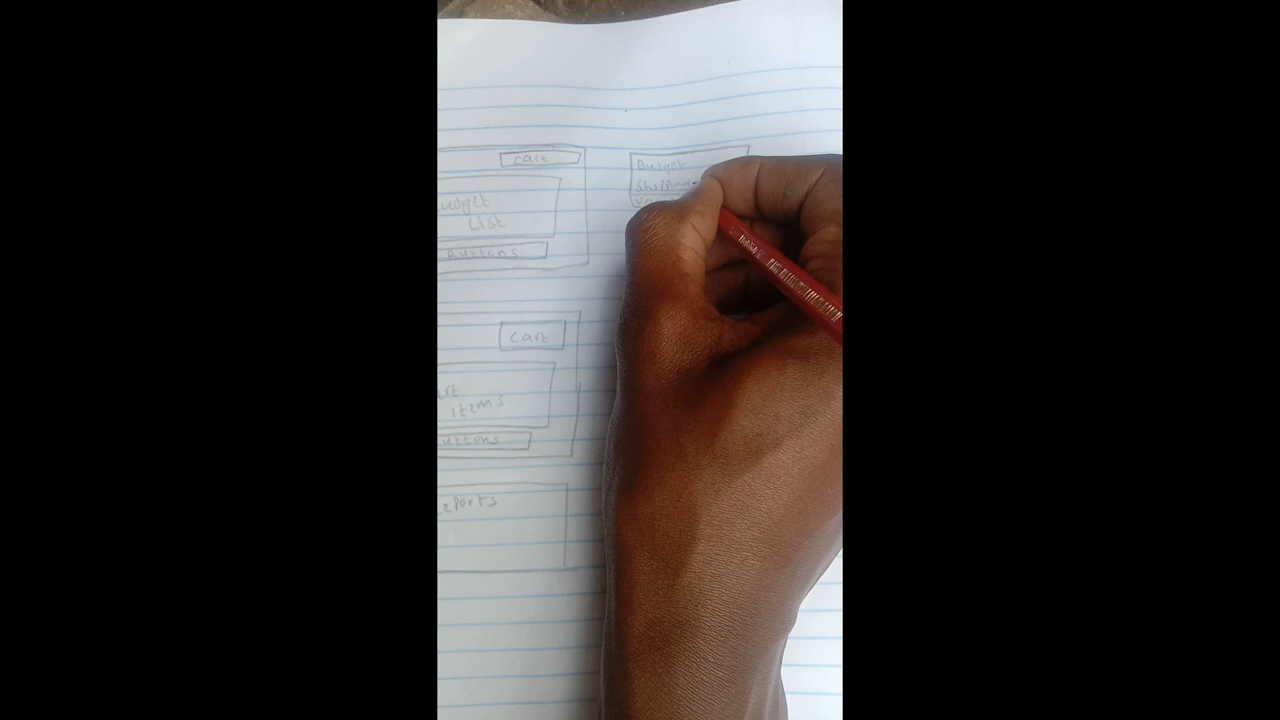 cart
udget
List
Buttons
cart
Items
uttons
eports
Budget
Shopping